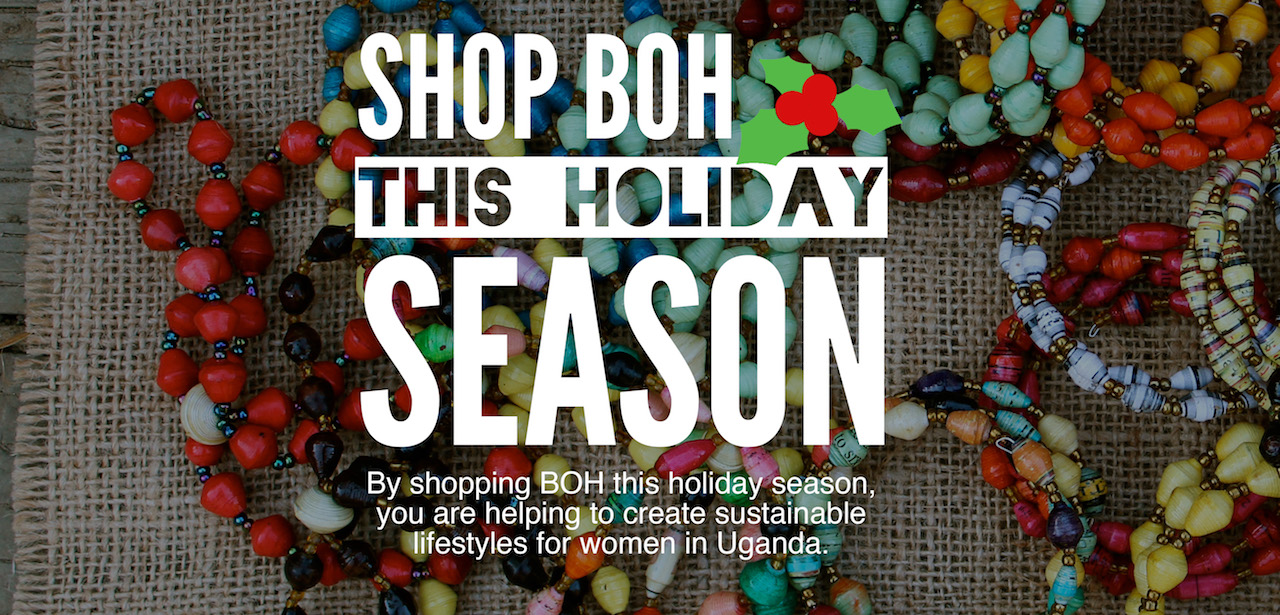 SHOP BOH
THIS HOLIDAY
SEASON
By shopping BOH this holiday season,
you are helping to create sustainable
lifestyles for women in Uganda.